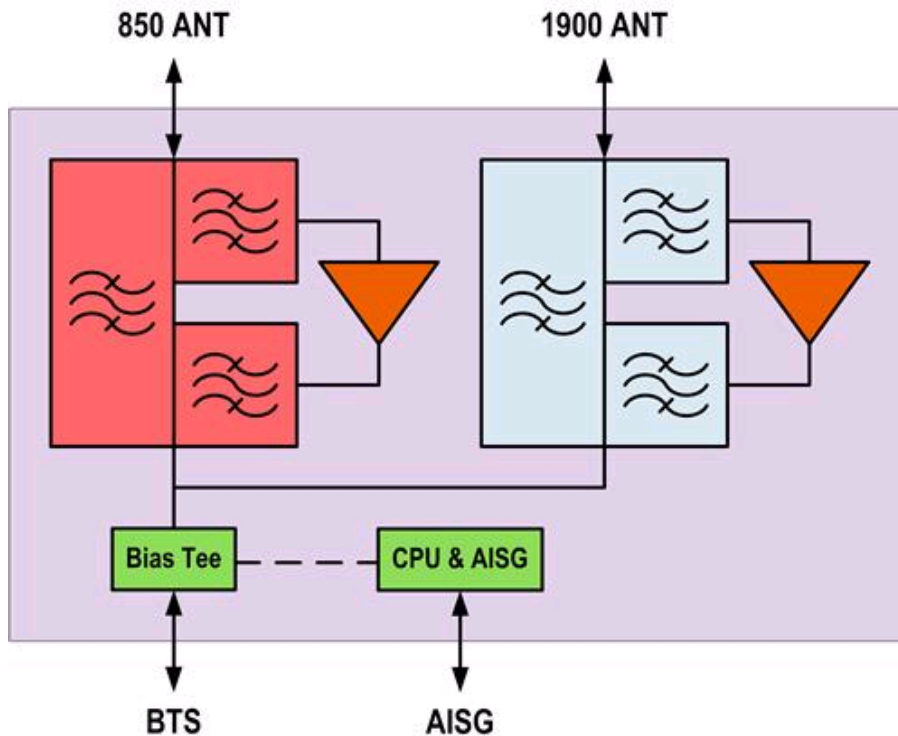 850 ANT
1900 ANT
Bias Tee
CPU & AISG
BTS
AISG